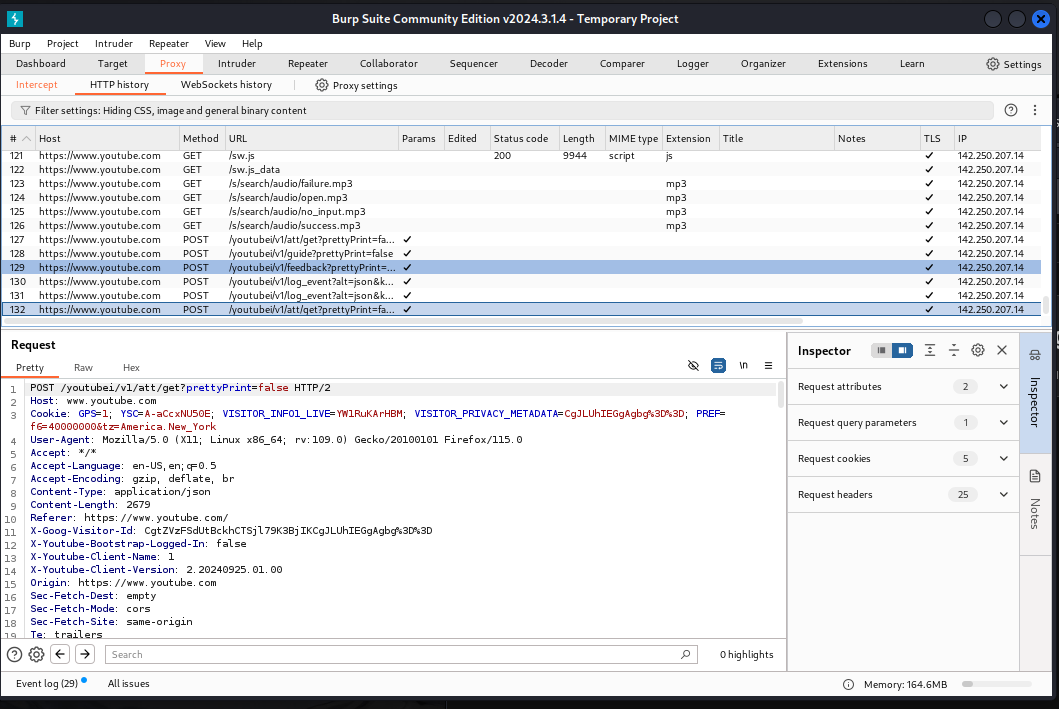 Burp Suite Community Edition v2024.3.1.4 - Temporary Project
Burp Project Intruder Repeater View Help
Dashboard Target Proxy Intruder Repeater Collaborator Sequencer Decoder Comparer Logger Organizer Extensions Learn Settings
Intercept HTTP history WebSockets history Proxy settings
Filter settings: Hiding CSS, image and general binary content
# Host Method URL Params Edited Status code Length MIME type Extension Title Notes TLS IP
121 https://www.youtube.com GET /sw.js 200 9944 script js ✓ 142.250.207.14
122 https://www.youtube.com GET /sw.js_data ✓ 142.250.207.14
123 https://www.youtube.com GET /s/search/audio/failure.mp3 mp3 ✓ 142.250.207.14
124 https://www.youtube.com GET /s/search/audio/open.mp3 mp3 ✓ 142.250.207.14
125 https://www.youtube.com GET /s/search/audio/no_input.mp3 mp3 ✓ 142.250.207.14
126 https://www.youtube.com GET /s/search/audio/success.mp3 mp3 ✓ 142.250.207.14
127 https://www.youtube.com POST /youtubei/v1/att/get?prettyPrint=fa... ✓ ✓ 142.250.207.14
128 https://www.youtube.com POST /youtubei/v1/guide?prettyPrint=false ✓ ✓ 142.250.207.14
129 https://www.youtube.com POST /youtubei/v1/feedback?prettyPrint=... ✓ ✓ 142.250.207.14
130 https://www.youtube.com POST /youtubei/v1/log_event?alt=json&k... ✓ ✓ 142.250.207.14
131 https://www.youtube.com POST /youtubei/v1/log_event?alt=json&k... ✓ ✓ 142.250.207.14
132 https://www.youtube.com POST /youtubei/v1/att/get?prettyPrint=fa... ✓ ✓ 142.250.207.14
Request
Pretty Raw Hex \n
1 POST /youtubei/v1/att/get?prettyPrint=false HTTP/2
2 Host: www.youtube.com
3 Cookie: GPS=1; YSC=A-aCcxNU50E; VISITOR_INFO1_LIVE=YW1RuKArHBM; VISITOR_PRIVACY_METADATA=CgJLUhIEGgAgbg%3D%3D; PREF=
f6=40000000&tz=America.New_York
4 User-Agent: Mozilla/5.0 (X11; Linux x86_64; rv:109.0) Gecko/20100101 Firefox/115.0
5 Accept: */*
6 Accept-Language: en-US,en;q=0.5
7 Accept-Encoding: gzip, deflate, br
8 Content-Type: application/json
9 Content-Length: 2679
10 Referer: https://www.youtube.com/
11 X-Goog-Visitor-Id: CgtZVzFSdUtBckhCTSjl79K3BjIKCgJLUhIEGgAgbg%3D%3D
12 X-Youtube-Bootstrap-Logged-In: false
13 X-Youtube-Client-Name: 1
14 X-Youtube-Client-Version: 2.20240925.01.00
15 Origin: https://www.youtube.com
16 Sec-Fetch-Dest: empty
17 Sec-Fetch-Mode: cors
18 Sec-Fetch-Site: same-origin
19 Te: trailers
Search 0 highlights
Inspector
Request attributes 2
Request query parameters 1
Request cookies 5
Request headers 25
Inspector
Notes
Event log (29) All issues Memory: 164.6MB